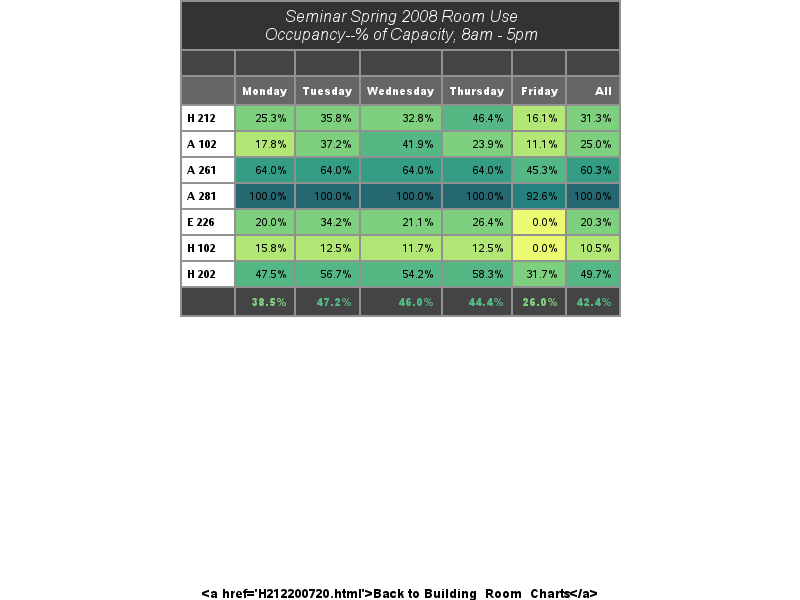 Seminar Spring 2008 Room Use
Occupancy--% of Capacity, 8am - 5pm
Monday Tuesday Wednesday Thursday Friday All
H 212 25.3% 35.8% 32.8% 46.4% 16.1% 31.3%
A 102 17.8% 37.2% 41.9% 23.9% 11.1% 25.0%
A 261 64.0% 64.0% 64.0% 64.0% 45.3% 60.3%
A 281 100.0% 100.0% 100.0% 100.0% 92.6% 100.0%
E 226 20.0% 34.2% 21.1% 26.4% 0.0% 20.3%
H 102 15.8% 12.5% 11.7% 12.5% 0.0% 10.5%
H 202 47.5% 56.7% 54.2% 58.3% 31.7% 49.7%
38.5% 47.2% 46.0% 44.4% 26.0% 42.4%
<a href='H212200720.html'>Back to Building_Room_Charts</a>